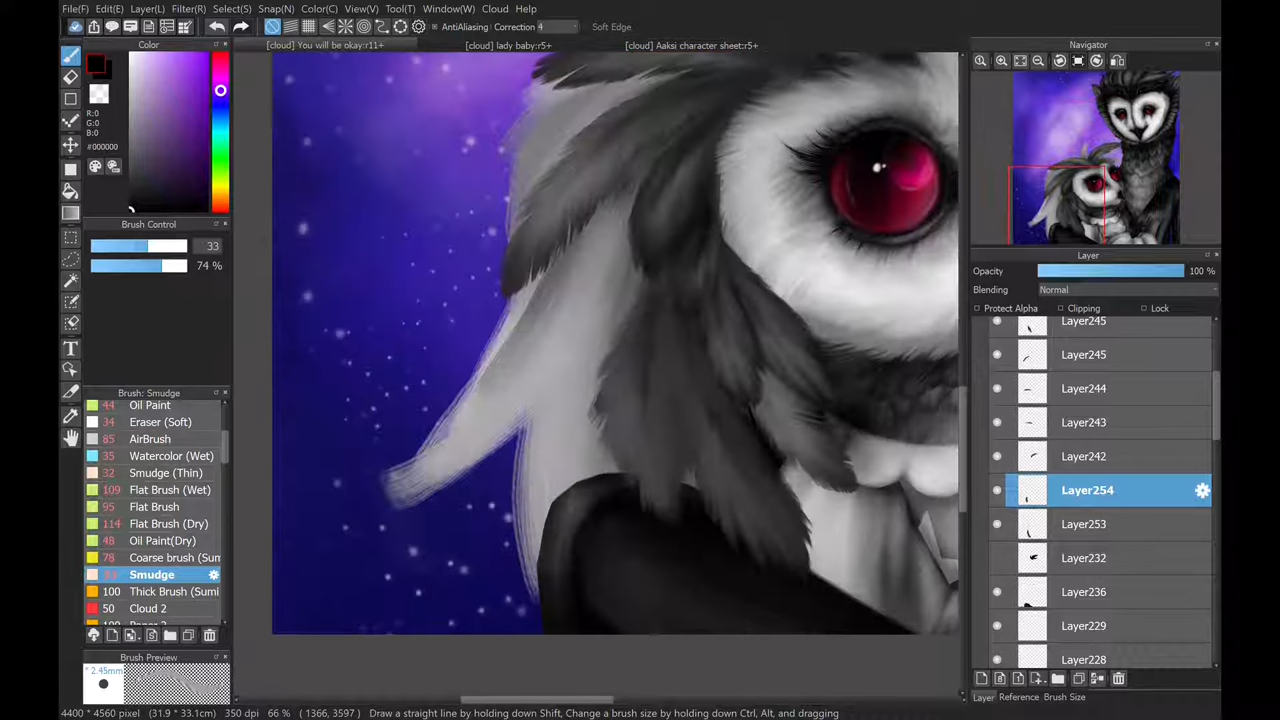 File(F) Edit(E) Layer(L) Filter(R) Select(S) Snap(N) Color(C) View(V) Tool(T) Window(W) Cloud Help
AntiAliasing Correction 4 Soft Edge
Color
[cloud] You will be okay:r11+ [cloud] lady baby:r5+ [cloud] Aaksi character sheet:r5+
Navigator
R:0
G:0
B:0
#000000
Brush Control
33
74 %
Layer
Opacity 100 %
Blending Normal
Protect Alpha Clipping Lock
Layer245
Layer245
Layer244
Layer243
Layer242
Layer254
Layer253
Layer232
Layer236
Layer229
Layer228
Layer Reference Brush Size
Brush: Smudge
44 Oil Paint
34 Eraser (Soft)
85 AirBrush
35 Watercolor (Wet)
32 Smudge (Thin)
109 Flat Brush (Wet)
95 Flat Brush
114 Flat Brush (Dry)
48 Oil Paint(Dry)
78 Coarse brush (Sum
Smudge
100 Thick Brush (Sumi
50 Cloud 2
Brush Preview
* 2.45mm
4400 * 4560 pixel (31.9 * 33.1cm) 350 dpi 66 % ( 1366, 3597 ) Draw a straight line by holding down Shift, Change a brush size by holding down Ctrl, Alt, and dragging